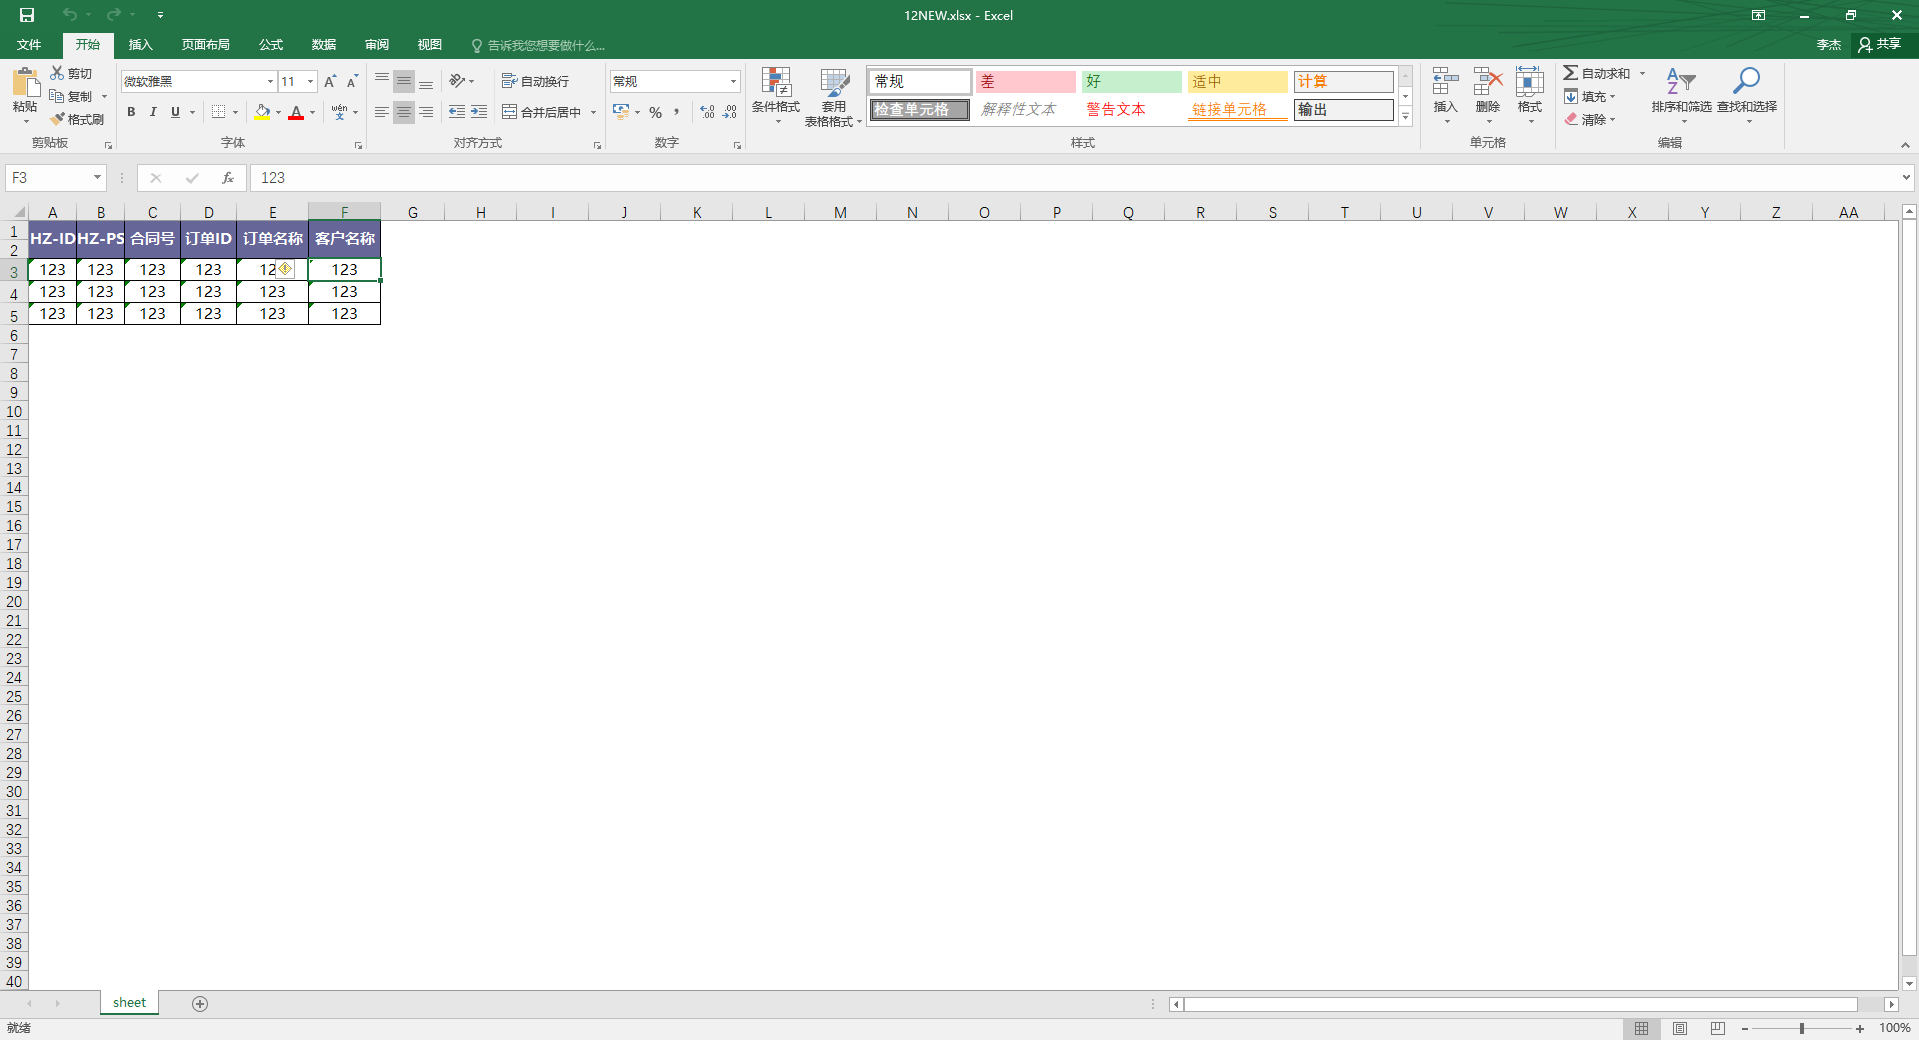 12NEW.xlsx - Excel
文件 开始 插入 页面布局 公式 数据 审阅 视图 告诉我您想要做什么... 李杰 共享
粘贴 剪切 复制 格式刷 剪贴板
微软雅黑 11 A A B I U A wén 文 字体
自动换行 合并后居中 对齐方式
常规 % , 数字
条件格式 套用 表格格式
常规 差 好 适中 计算
检查单元格 解释性文本 警告文本 链接单元格 输出
样式
插入 删除 格式 单元格
自动求和 填充 清除 排序和筛选 查找和选择 编辑
F3 fx 123
A B C D E F G H I J K L M N O P Q R S T U V W X Y Z AA
1 HZ-ID HZ-PS 合同号 订单ID 订单名称 客户名称
2
3 123 123 123 123 12 123
4 123 123 123 123 123 123
5 123 123 123 123 123 123
6
7
8
9
10
11
12
13
14
15
16
17
18
19
20
21
22
23
24
25
26
27
28
29
30
31
32
33
34
35
36
37
38
39
40
sheet
就绪 100%